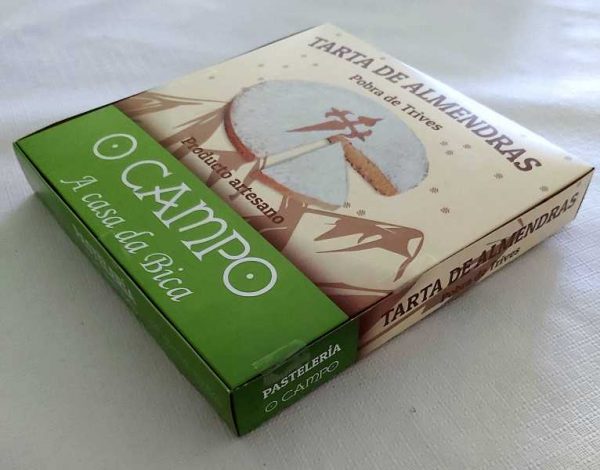 TARTA DE ALMENDRAS
Pobra de Trives
Producto artesano
O CAMPO
A casa da Bica
TARTA DE ALMENDRAS
Pobra de Trives
PASTELERÍA
O CAMPO